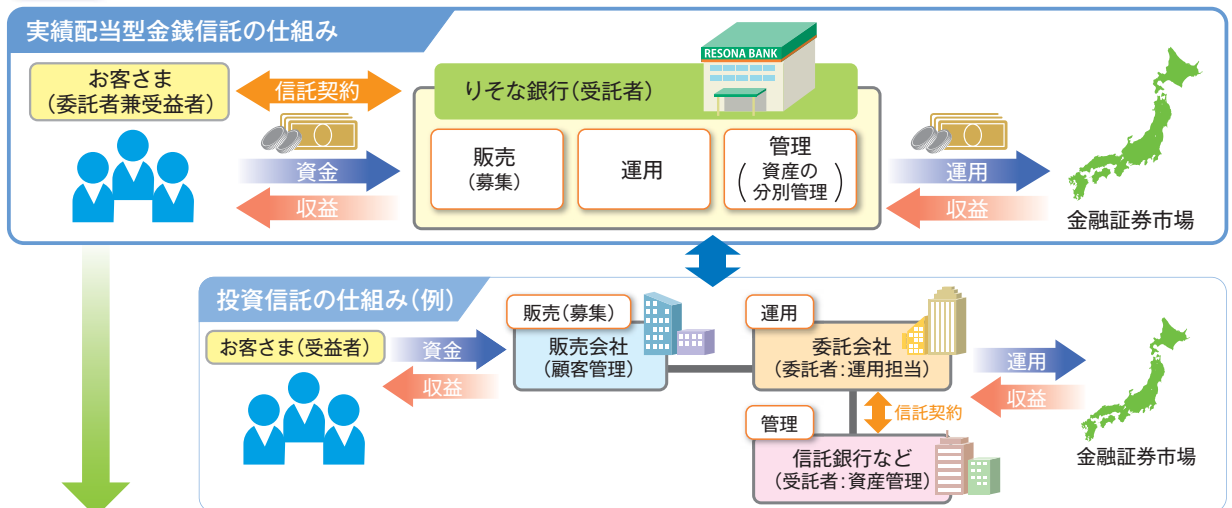 実績配当型金銭信託の仕組み
お客さま
(委託者兼受益者)
信託契約
資金
収益
RESONA BANK
りそな銀行(受託者)
販売
(募集)
運用
管理
(資産の
分別管理)
運用
収益
金融証券市場
投資信託の仕組み(例)
お客さま(受益者)
資金
収益
販売(募集)
販売会社
(顧客管理)
運用
委託会社
(委託者:運用担当)
信託契約
管理
信託銀行など
(受託者:資産管理)
運用
収益
金融証券市場